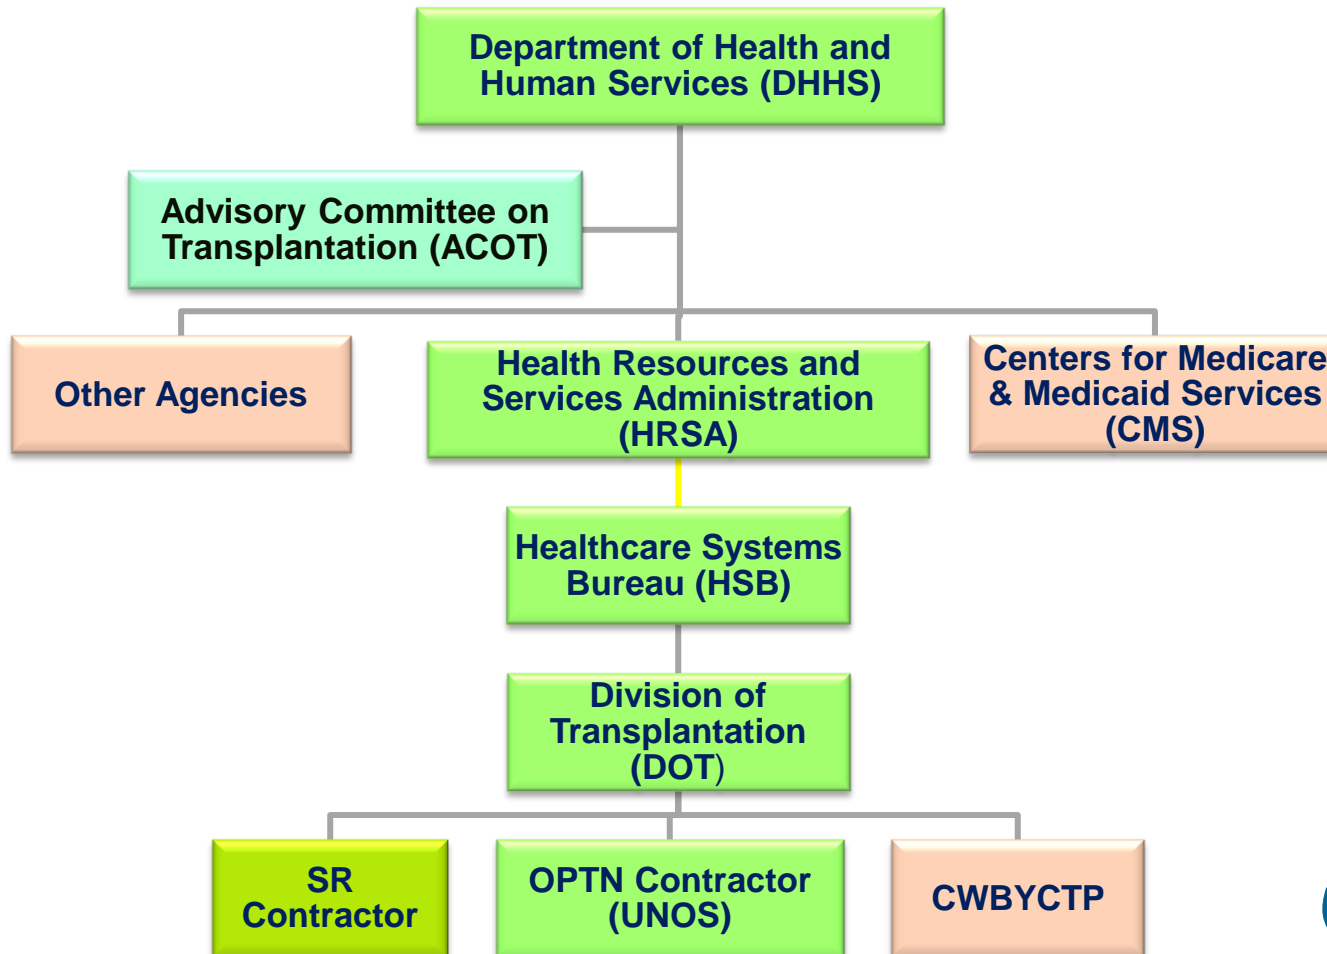 Department of Health and
Human Services (DHHS)
Advisory Committee on
Transplantation (ACOT)
Other Agencies
Health Resources and
Services Administration
(HRSA)
Centers for Medicare
& Medicaid Services
(CMS)
Healthcare Systems
Bureau (HSB)
Division of
Transplantation
(DOT)
SR
Contractor
OPTN Contractor
(UNOS)
CWBYCTP